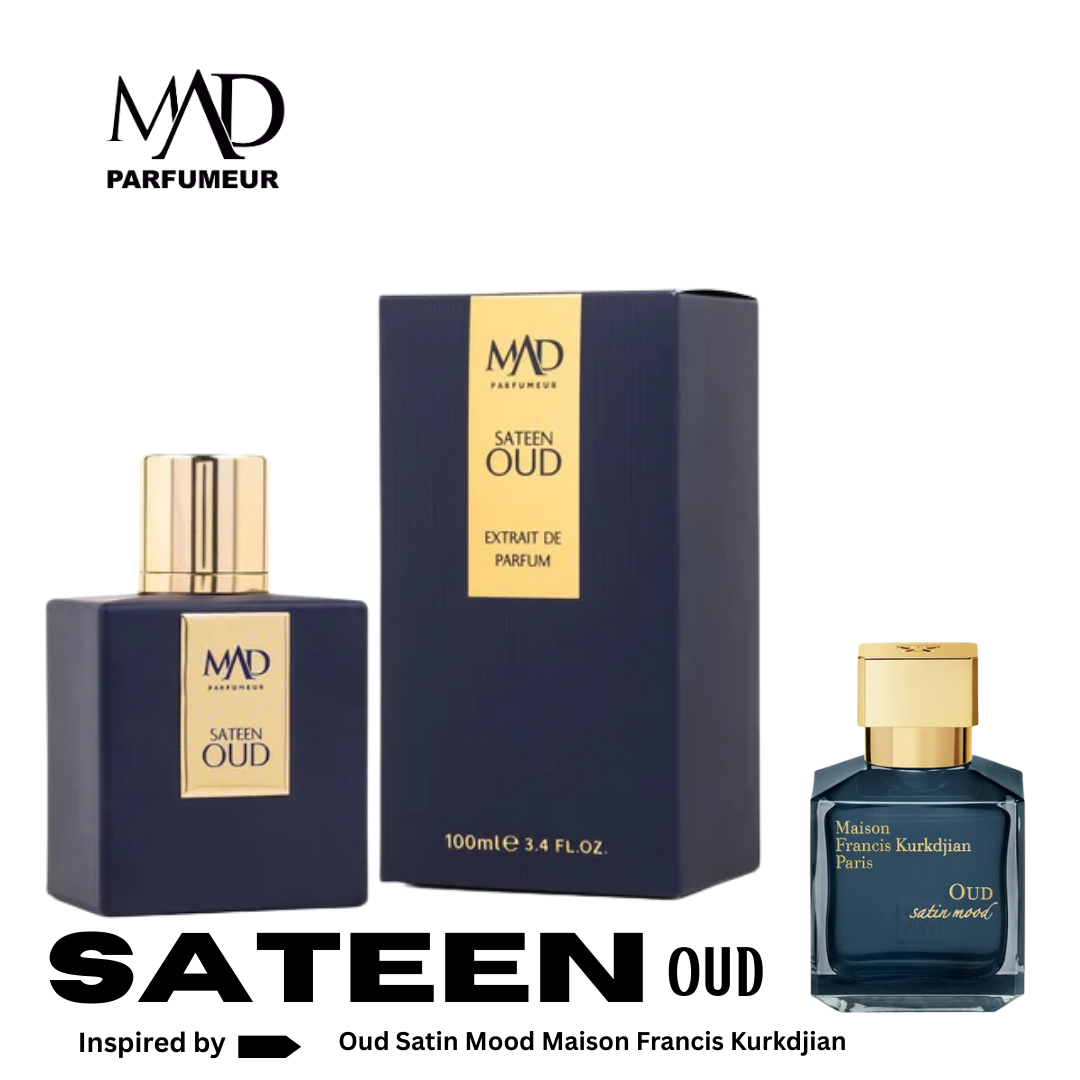 MAD
PARFUMEUR
MAD
PARFUMEUR
SATEEN
OUD
EXTRAIT DE
PARFUM
100ml℮ 3.4 FL.OZ.
MAD
PARFUMEUR
SATEEN
OUD
Maison
Francis Kurkdjian
Paris
OUD
satin mood
SATEEN OUD
Inspired by Oud Satin Mood Maison Francis Kurkdjian